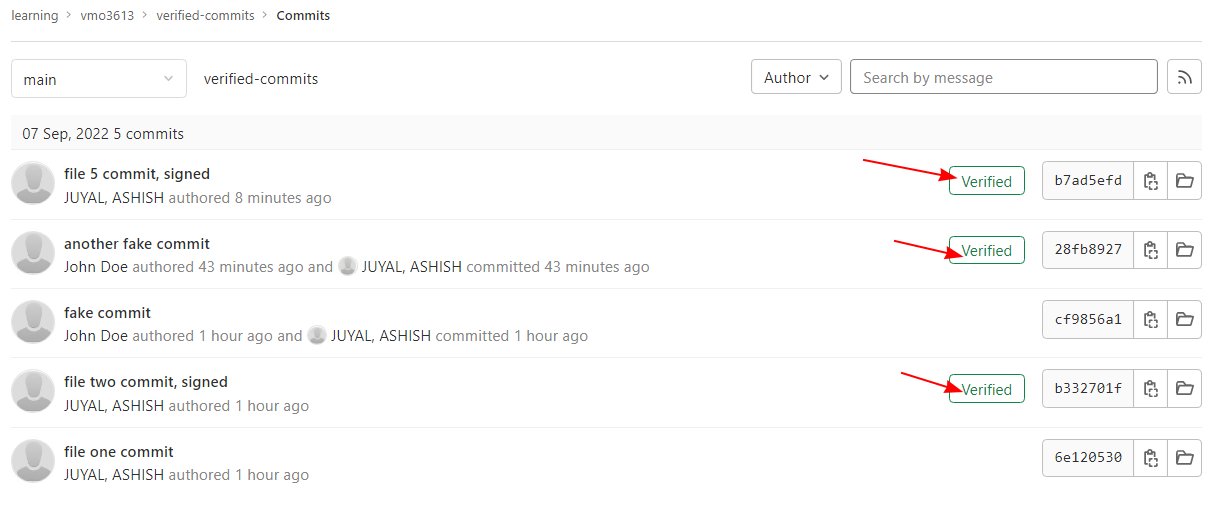 learning > vmo3613 > verified-commits > Commits
main verified-commits Author Search by message
07 Sep, 2022 5 commits
file 5 commit, signed
JUYAL, ASHISH authored 8 minutes ago
Verified b7ad5efd
another fake commit
John Doe authored 43 minutes ago and JUYAL, ASHISH committed 43 minutes ago
Verified 28fb8927
fake commit
John Doe authored 1 hour ago and JUYAL, ASHISH committed 1 hour ago
cf9856a1
file two commit, signed
JUYAL, ASHISH authored 1 hour ago
Verified b332701f
file one commit
JUYAL, ASHISH authored 1 hour ago
6e120530